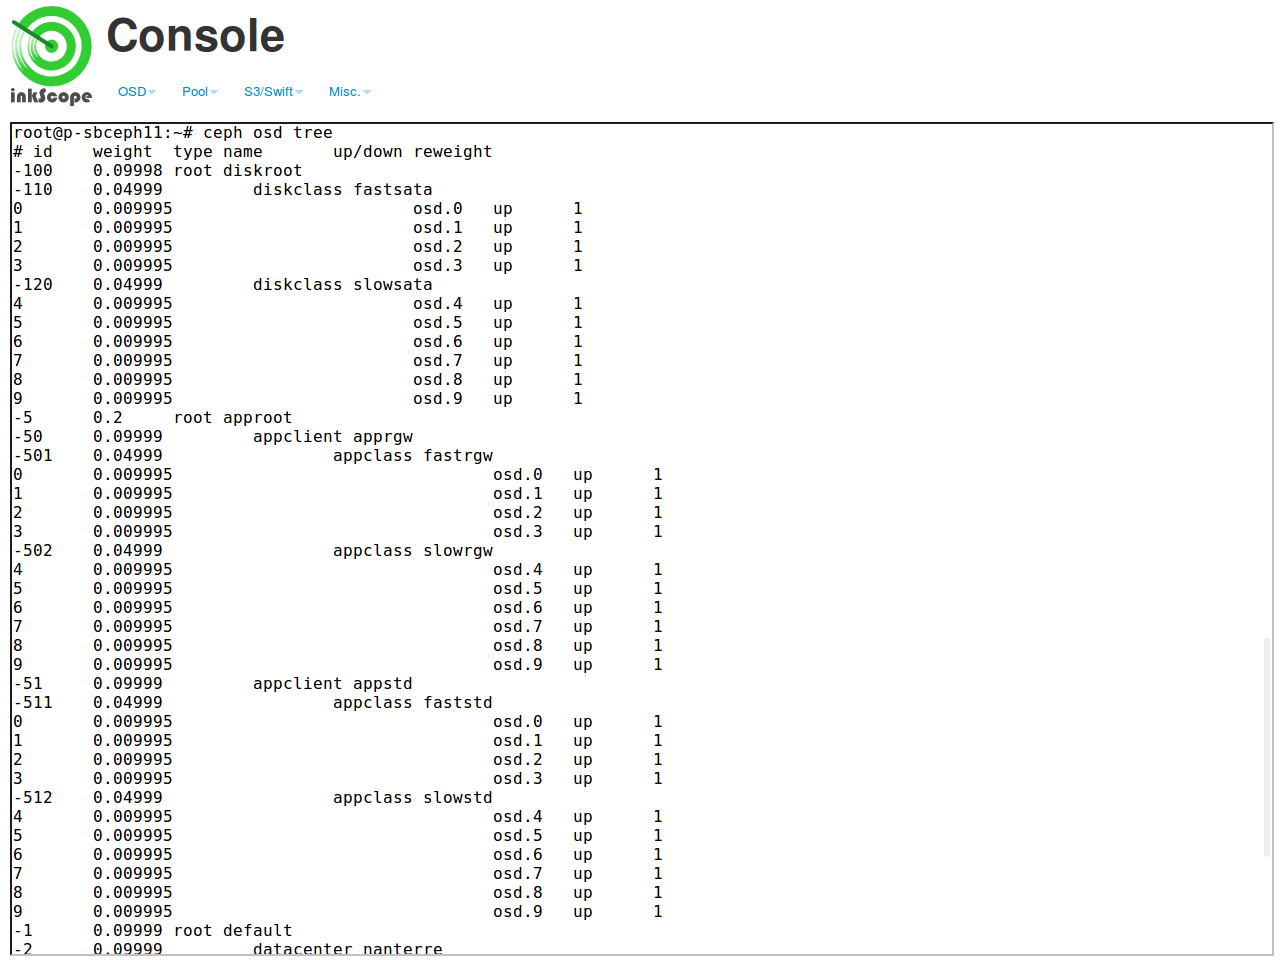 Console
inkScope
OSD Pool S3/Swift Misc.
root@p-sbceph11:~# ceph osd tree
# id    weight  type name       up/down reweight
-100    0.09998 root diskroot
-110    0.04999         diskclass fastsata
0       0.009995                        osd.0   up      1
1       0.009995                        osd.1   up      1
2       0.009995                        osd.2   up      1
3       0.009995                        osd.3   up      1
-120    0.04999         diskclass slowsata
4       0.009995                        osd.4   up      1
5       0.009995                        osd.5   up      1
6       0.009995                        osd.6   up      1
7       0.009995                        osd.7   up      1
8       0.009995                        osd.8   up      1
9       0.009995                        osd.9   up      1
-5      0.2     root approot
-50     0.09999         appclient apprgw
-501    0.04999                 appclass fastrgw
0       0.009995                                osd.0   up      1
1       0.009995                                osd.1   up      1
2       0.009995                                osd.2   up      1
3       0.009995                                osd.3   up      1
-502    0.04999                 appclass slowrgw
4       0.009995                                osd.4   up      1
5       0.009995                                osd.5   up      1
6       0.009995                                osd.6   up      1
7       0.009995                                osd.7   up      1
8       0.009995                                osd.8   up      1
9       0.009995                                osd.9   up      1
-51     0.09999         appclient appstd
-511    0.04999                 appclass faststd
0       0.009995                                osd.0   up      1
1       0.009995                                osd.1   up      1
2       0.009995                                osd.2   up      1
3       0.009995                                osd.3   up      1
-512    0.04999                 appclass slowstd
4       0.009995                                osd.4   up      1
5       0.009995                                osd.5   up      1
6       0.009995                                osd.6   up      1
7       0.009995                                osd.7   up      1
8       0.009995                                osd.8   up      1
9       0.009995                                osd.9   up      1
-1      0.09999 root default
-2      0.09999         datacenter nanterre